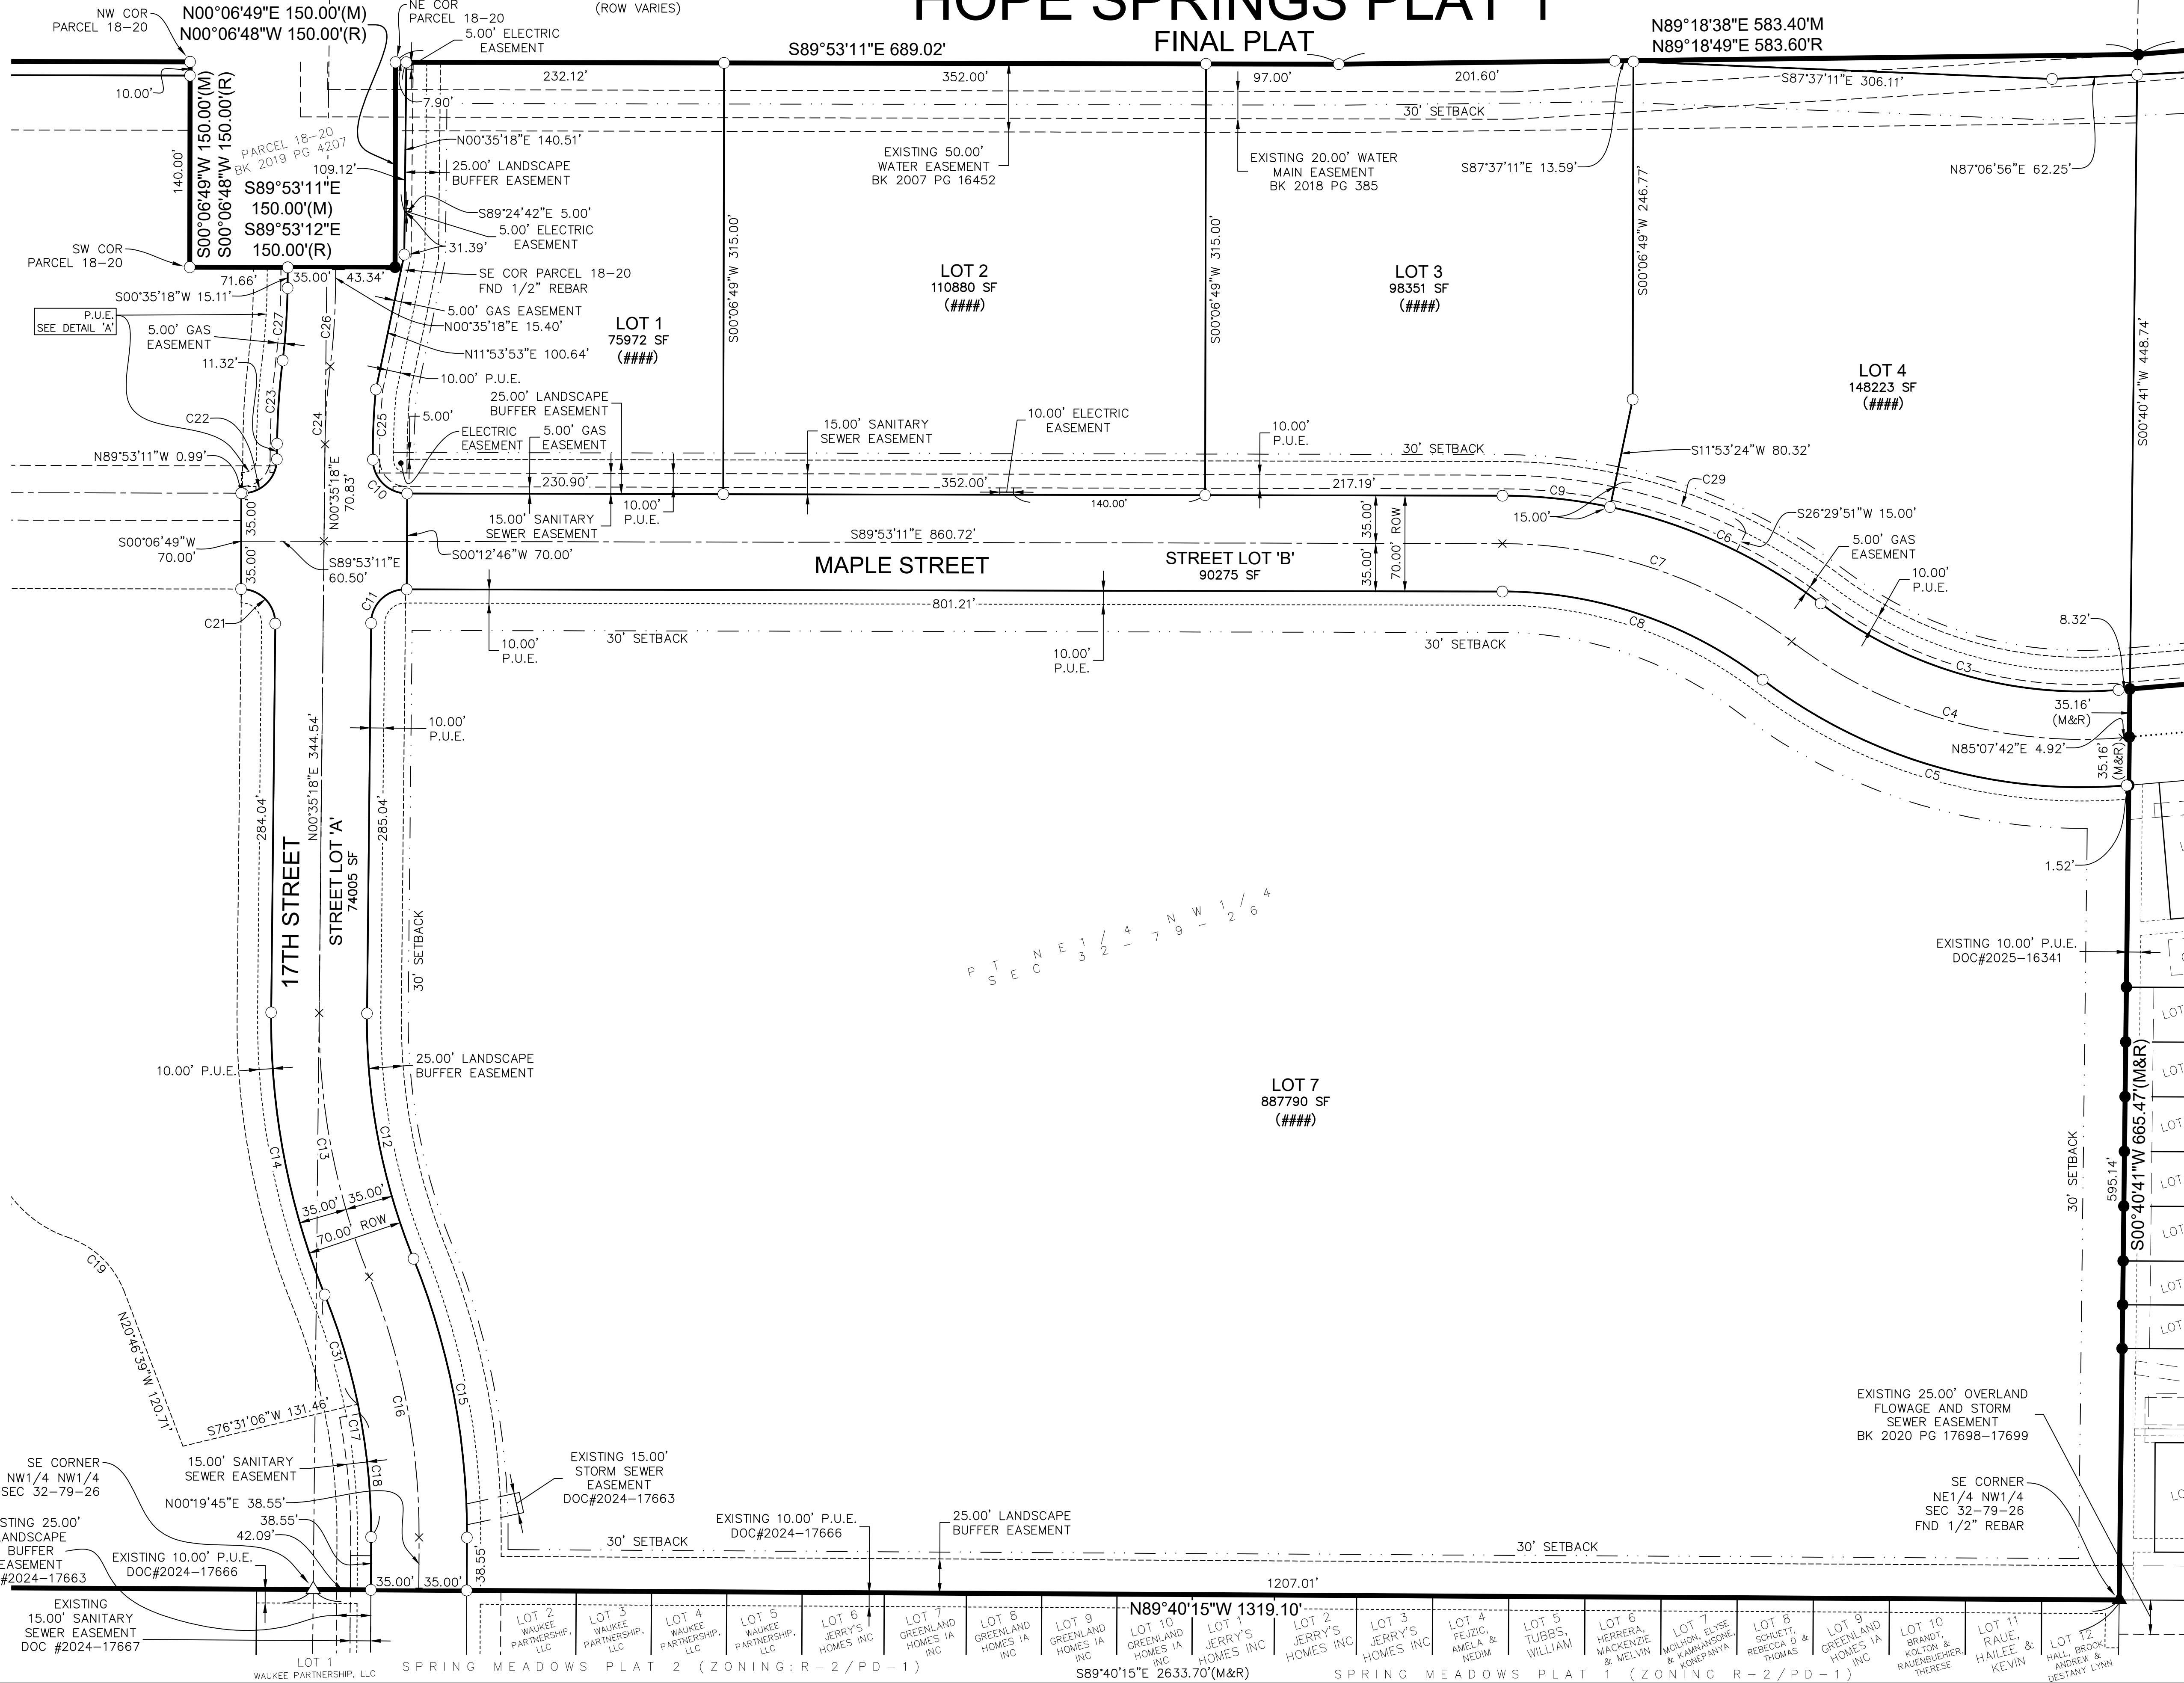 HOPE SPRINGS PLAT 1
FINAL PLAT
(ROW VARIES)
NW COR
PARCEL 18-20
N00°06'49"E 150.00'(M)
N00°06'48"W 150.00'(R)
NE COR
PARCEL 18-20
5.00' ELECTRIC
EASEMENT
S89°53'11"E 689.02'
N89°18'38"E 583.40'M
N89°18'49"E 583.60'R
232.12'
352.00'
97.00'
201.60'
S87°37'11"E 306.11'
10.00'
7.90'
30' SETBACK
140.00'
S00°06'49"W 150.00'(M)
S00°06'48"W 150.00'(R)
PARCEL 18-20
BK 2019 PG 4207
109.12'
N00°35'18"E 140.51'
25.00' LANDSCAPE
BUFFER EASEMENT
EXISTING 50.00'
WATER EASEMENT
BK 2007 PG 16452
EXISTING 20.00' WATER
MAIN EASEMENT
BK 2018 PG 385
S87°37'11"E 13.59'
N87°06'56"E 62.25'
S89°53'11"E
150.00'(M)
S89°53'12"E
150.00'(R)
S89°24'42"E 5.00'
5.00' ELECTRIC
EASEMENT
31.39'
SW COR
PARCEL 18-20
71.66'
35.00'
43.34'
SE COR PARCEL 18-20
FND 1/2" REBAR
S00°35'18"W 15.11'
P.U.E.
SEE DETAIL 'A'
5.00' GAS
EASEMENT
C27
C26
5.00' GAS EASEMENT
N00°35'18"E 15.40'
N11°53'53"E 100.64'
10.00' P.U.E.
LOT 1
75972 SF
(####)
S00°06'49"W 315.00'
LOT 2
110880 SF
(####)
S00°06'49"W 315.00'
LOT 3
98351 SF
(####)
S00°06'49"W 246.77'
LOT 4
148223 SF
(####)
S00°40'41"W 448.74'
11.32'
C22
C23
C24
C25
5.00'
ELECTRIC
EASEMENT
25.00' LANDSCAPE
BUFFER EASEMENT
5.00' GAS
EASEMENT
15.00' SANITARY
SEWER EASEMENT
10.00' ELECTRIC
EASEMENT
10.00'
P.U.E.
30' SETBACK
S11°53'24"W 80.32'
C29
N89°53'11"W 0.99'
N00°35'18"E
70.83'
C10
230.90'
352.00'
140.00'
217.19'
C9
15.00'
15.00' SANITARY
SEWER EASEMENT
10.00'
P.U.E.
S26°29'51"W 15.00'
C6
5.00' GAS
EASEMENT
10.00'
P.U.E.
35.00'
35.00'
S00°06'49"W
70.00'
S89°53'11"E
60.50'
S00°12'46"W 70.00'
S89°53'11"E 860.72'
MAPLE STREET
STREET LOT 'B'
90275 SF
35.00'
35.00'
70.00' ROW
C7
C21
C11
801.21'
10.00'
P.U.E.
30' SETBACK
10.00'
P.U.E.
30' SETBACK
C8
C3
8.32'
C4
35.16'
(M&R)
N85°07'42"E 4.92'
35.16'
(M&R)
C5
1.52'
10.00'
P.U.E.
284.04'
N00°35'18"E 344.54'
285.04'
17TH STREET
STREET LOT 'A'
74005 SF
30' SETBACK
PT NE1/4 NW1/4
SEC 32-79-26
EXISTING 10.00' P.U.E.
DOC#2025-16341
10.00' P.U.E.
25.00' LANDSCAPE
BUFFER EASEMENT
LOT 7
887790 SF
(####)
C14
C13
C12
35.00'
35.00'
70.00' ROW
30' SETBACK
595.14'
S00°40'41"W 665.47'(M&R)
LOT
LOT
LOT
LOT
LOT
LOT
LOT
C19
N20°46'39"W 120.71'
C31
C16
C15
S76°31'06"W 131.46'
C17
C18
15.00' SANITARY
SEWER EASEMENT
N00°19'45"E 38.55'
38.55'
42.09'
SE CORNER
NW1/4 NW1/4
SEC 32-79-26
STING 25.00'
ANDSCAPE
BUFFER
EASEMENT
#2024-17663
EXISTING 10.00' P.U.E.
DOC#2024-17666
EXISTING
15.00' SANITARY
SEWER EASEMENT
DOC #2024-17667
35.00'
35.00'
38.55'
EXISTING 15.00'
STORM SEWER
EASEMENT
DOC#2024-17663
30' SETBACK
EXISTING 10.00' P.U.E.
DOC#2024-17666
25.00' LANDSCAPE
BUFFER EASEMENT
30' SETBACK
EXISTING 25.00' OVERLAND
FLOWAGE AND STORM
SEWER EASEMENT
BK 2020 PG 17698-17699
SE CORNER
NE1/4 NW1/4
SEC 32-79-26
FND 1/2" REBAR
1207.01'
N89°40'15"W 1319.10'
LOT 1
WAUKEE PARTNERSHIP, LLC
LOT 2
WAUKEE
PARTNERSHIP,
LLC
LOT 3
WAUKEE
PARTNERSHIP,
LLC
LOT 4
WAUKEE
PARTNERSHIP,
LLC
LOT 5
WAUKEE
PARTNERSHIP,
LLC
LOT 6
JERRY'S
HOMES INC
LOT 7
GREENLAND
HOMES IA
INC
LOT 8
GREENLAND
HOMES IA
INC
LOT 9
GREENLAND
HOMES IA
INC
LOT 10
GREENLAND
HOMES IA
INC
LOT 1
JERRY'S
HOMES INC
LOT 2
JERRY'S
HOMES INC
LOT 3
JERRY'S
HOMES INC
LOT 4
FEJZIC,
AMELA &
NEDIM
LOT 5
TUBBS,
WILLIAM
LOT 6
HERRERA,
MACKENZIE
& MELVIN
LOT 7
MCILHON, ELYSE
& KAMNANSONE,
KONEPANYA
LOT 8
SCHUETT,
REBECCA D &
THOMAS
LOT 9
GREENLAND
HOMES IA
INC
LOT 10
BRANDT,
KOLTON &
RAUENBUEHIER,
THERESE
LOT 11
RAUE,
HAILEE &
KEVIN
LOT 12
HALL, BROCK,
ANDREW &
DESTANY LYNN
SPRING MEADOWS PLAT 2 (ZONING: R-2/PD-1)
S89°40'15"E 2633.70'(M&R)
SPRING MEADOWS PLAT 1 (ZONING R-2/PD-1)